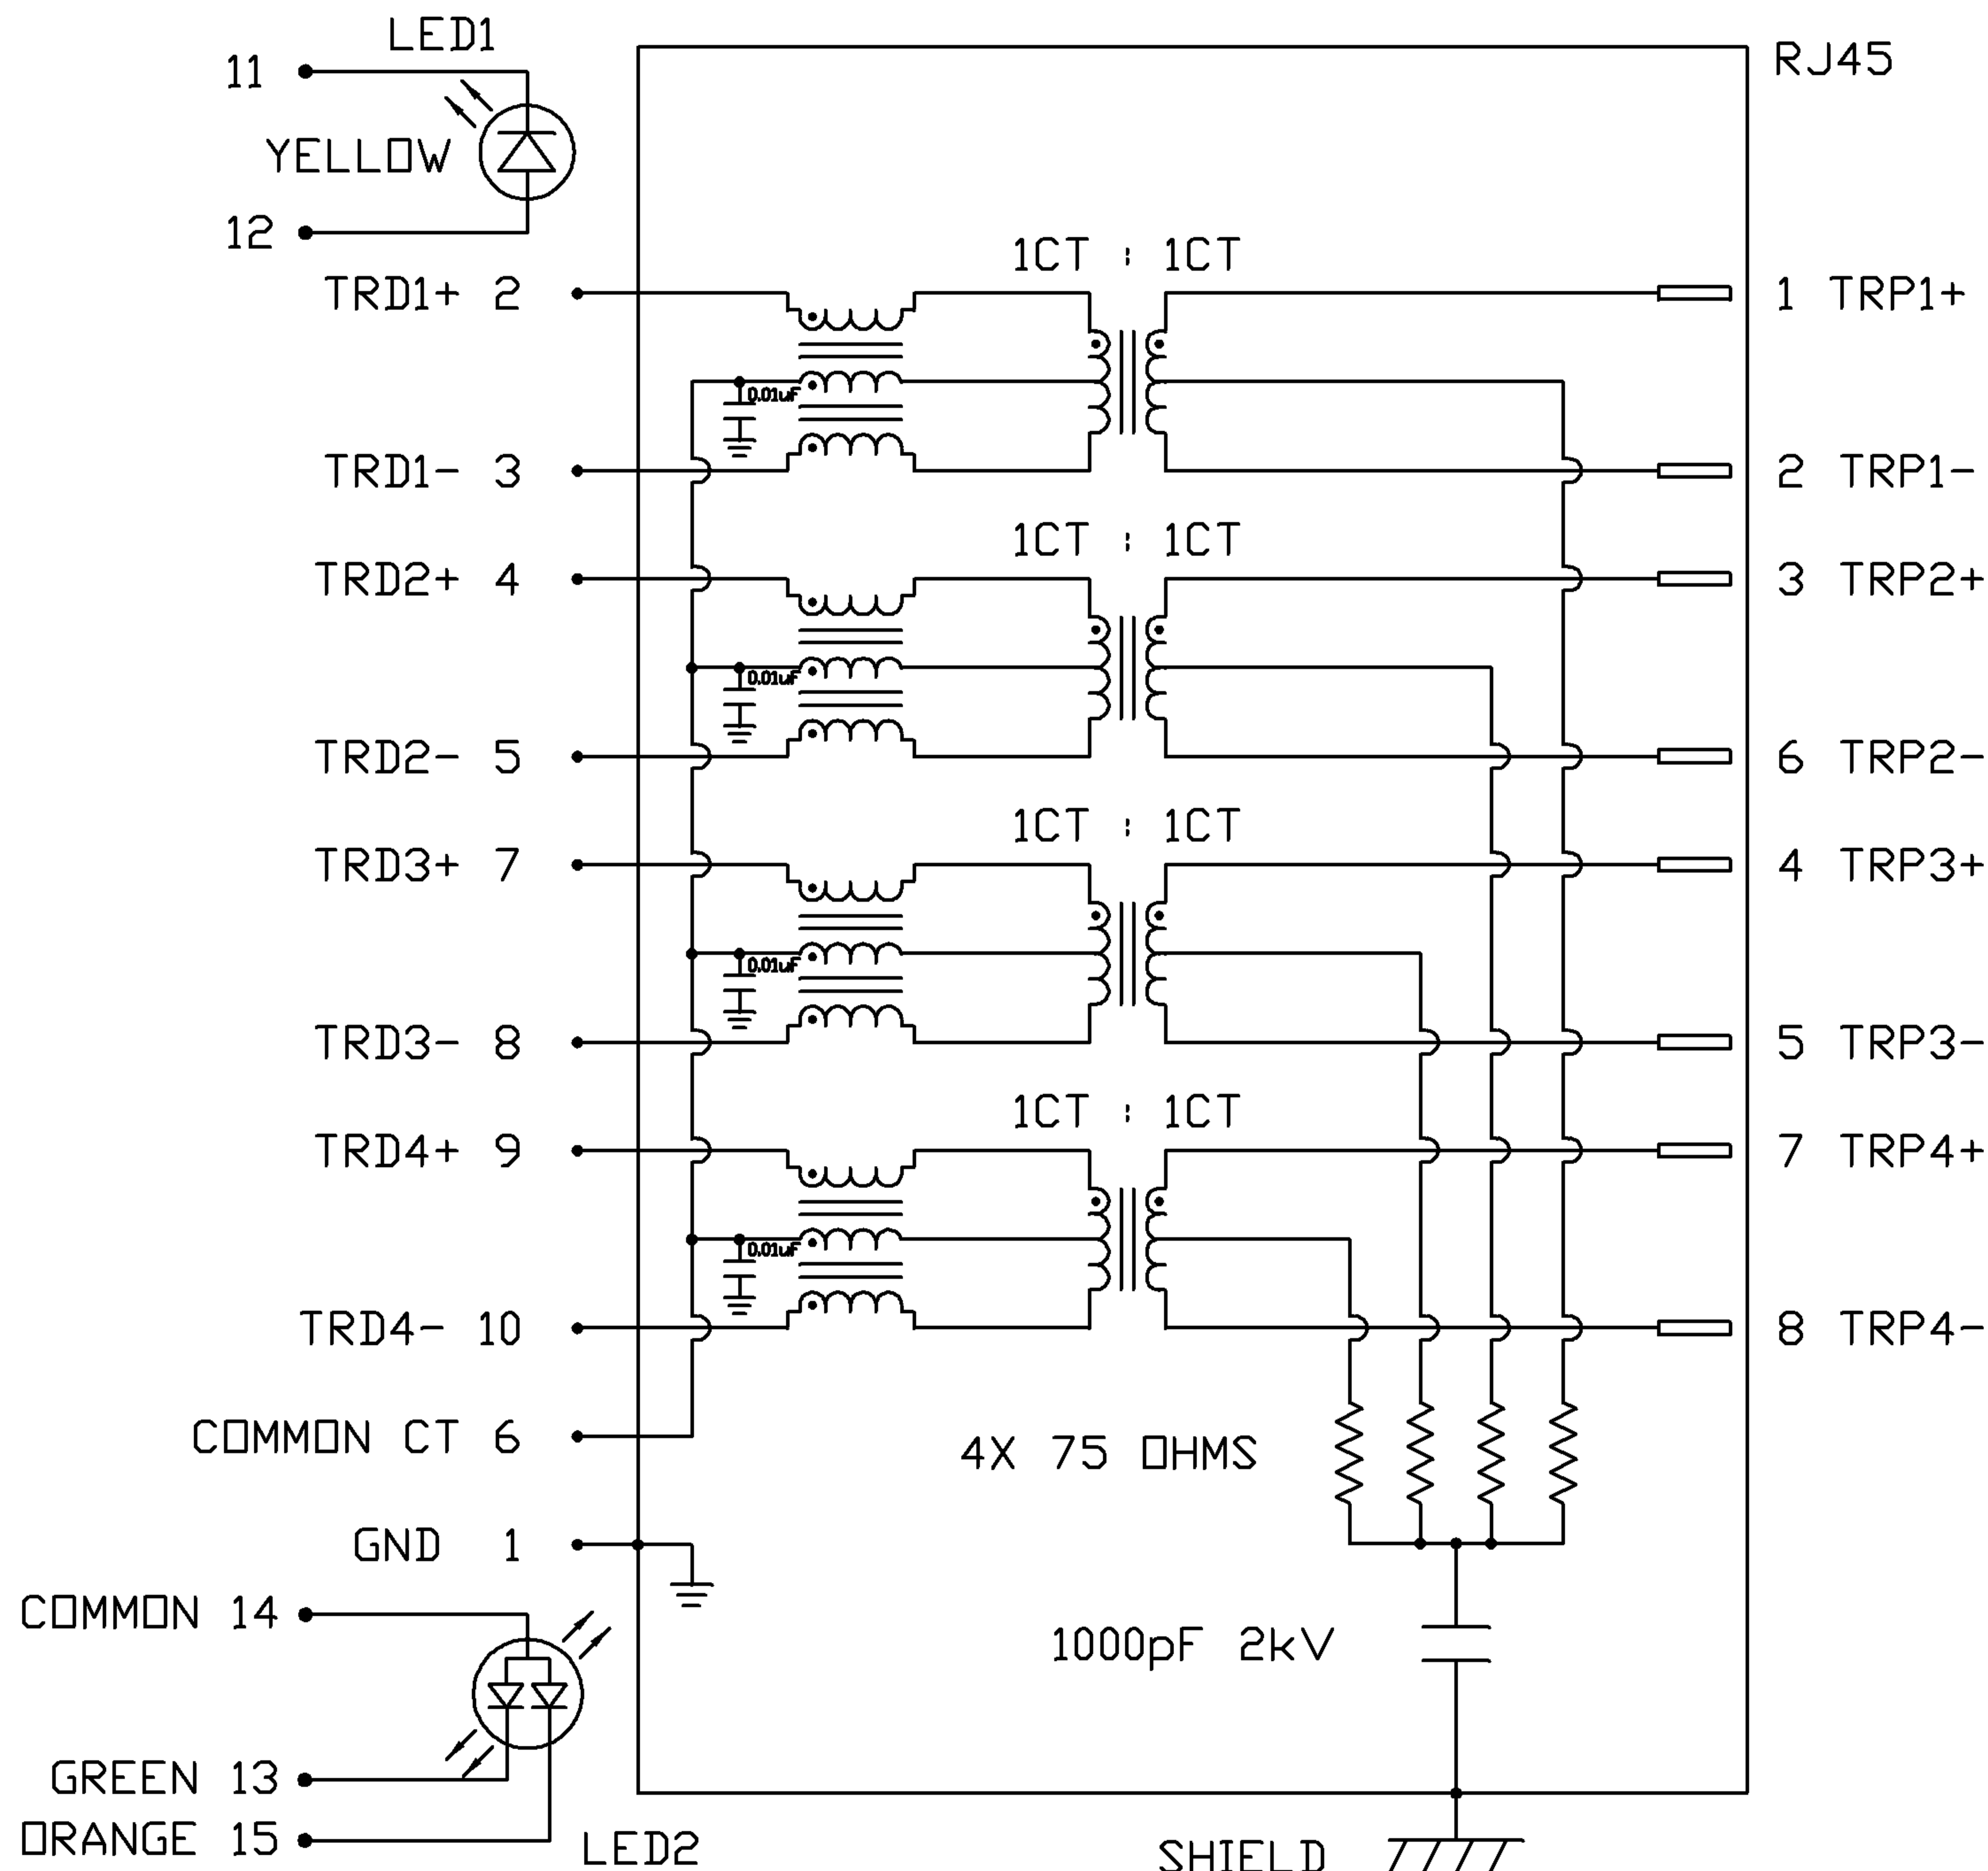 LED1
RJ45
11
YELLOW
12
1CT : 1CT
TRD1+ 2
1 TRP1+
0.01uF
TRD1- 3
2 TRP1-
1CT : 1CT
TRD2+ 4
3 TRP2+
0.01uF
TRD2- 5
6 TRP2-
1CT : 1CT
TRD3+ 7
4 TRP3+
0.01uF
TRD3- 8
5 TRP3-
1CT : 1CT
TRD4+ 9
7 TRP4+
0.01uF
TRD4- 10
8 TRP4-
COMMON CT 6
4X 75 OHMS
GND 1
COMMON 14
1000pF 2kV
GREEN 13
ORANGE 15
LED2
SHIELD